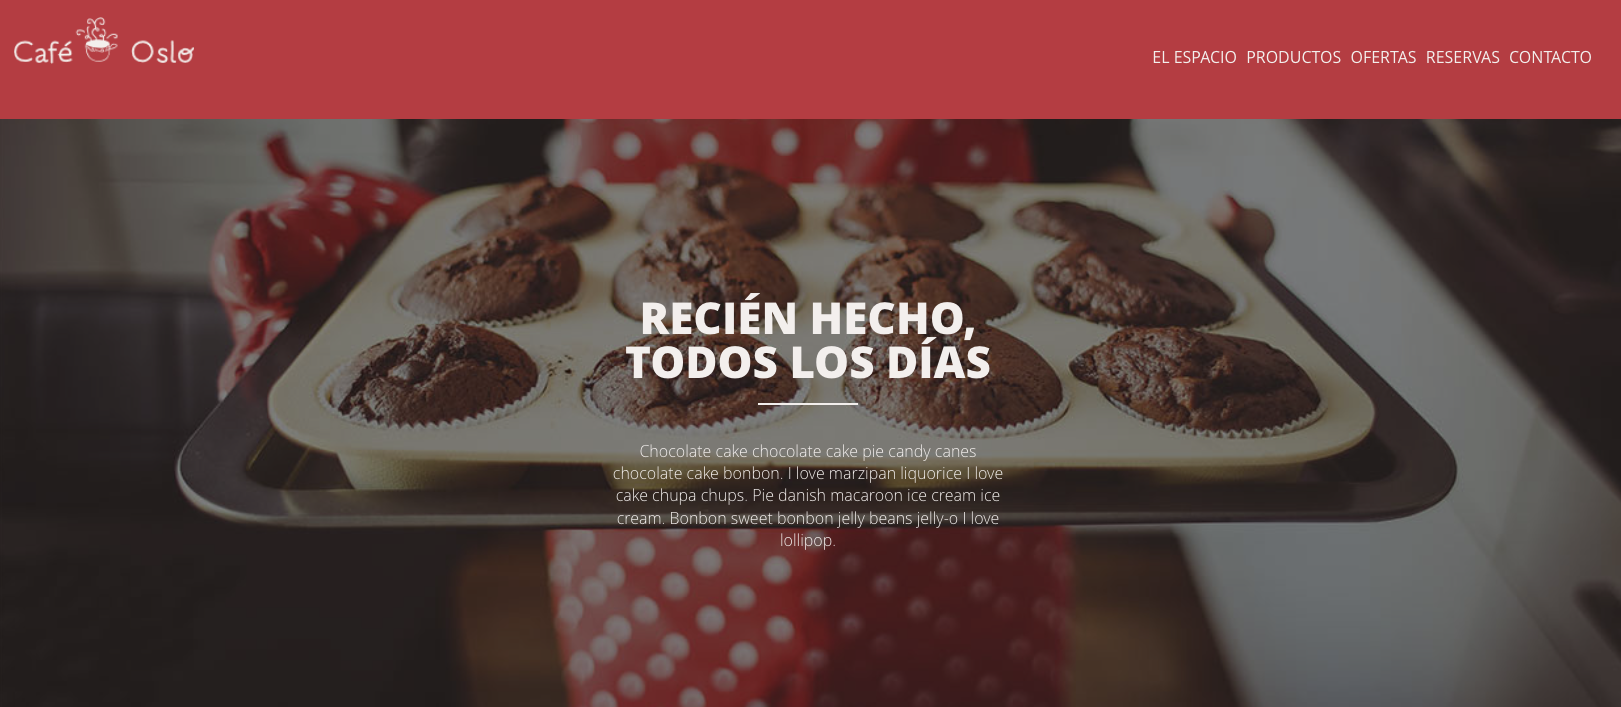 Café Oslo
EL ESPACIO PRODUCTOS OFERTAS RESERVAS CONTACTO
RECIÉN HECHO,
TODOS LOS DÍAS
Chocolate cake chocolate cake pie candy canes
chocolate cake bonbon. I love marzipan liquorice I love
cake chupa chups. Pie danish macaroon ice cream ice
cream. Bonbon sweet bonbon jelly beans jelly-o I love
lollipop.